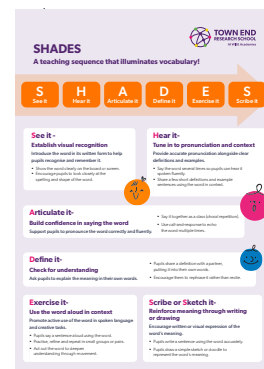 TOWN END
RESEARCH SCHOOL
SHADES
A teaching sequence that illuminates vocabulary!
S H A D E S
See it Hear it Articulate it Define it Exercise it Scribe it
See it -
Establish visual recognition
Introduce the word in its written form to help
pupils recognise and remember it.
• Show the word clearly on the board or screen.
• Encourage pupils to look closely at the
spelling and shape of the word.
Hear it-
Tune in to pronunciation and context
Provide accurate pronunciation alongside clear
definitions and examples.
• Say the word several times so pupils can hear it
spoken fluently.
• Share a few short definitions and example
sentences using the word in context.
Articulate it-
Build confidence in saying the word
Support pupils to pronounce the word correctly and fluently.
• Say it together as a class (choral repetition).
• Use call and response to echo
the word multiple times.
Define it-
Check for understanding
Ask pupils to explain the meaning in their own words.
• Pupils share a definition with a partner,
putting it into their own words.
• Encourage them to rephrase it rather than recite.
Exercise it-
Use the word aloud in context
Promote active use of the word in spoken language
and creative tasks.
• Pupils say a sentence aloud using the word.
• Practise, refine and repeat in small groups or pairs.
• Act out the word to deepen
understanding through movement.
Scribe or Sketch it-
Reinforce meaning through writing
or drawing
Encourage written or visual expression of the
word's meaning.
• Pupils write a sentence using the word accurately.
• Pupils draw a simple sketch or doodle to
represent the word's meaning.